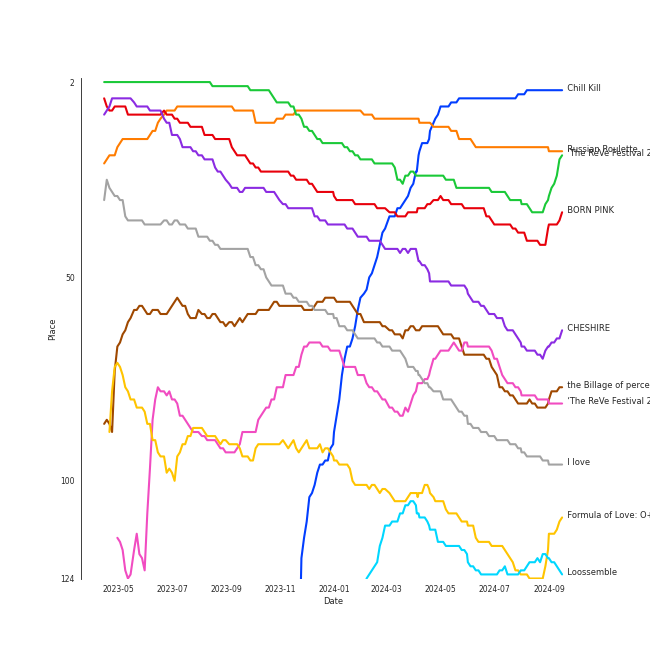 2
50
100
124
Place
Chill Kill
Russian Roulette
'The ReVe Festival 2
BORN PINK
CHESHIRE
the Billage of perce
'The ReVe Festival 2
I love
Formula of Love: O+
Loossemble
2023-05
2023-07
2023-09
2023-11
2024-01
2024-03
2024-05
2024-07
2024-09
Date